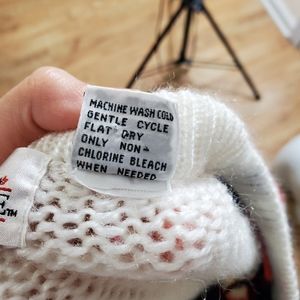 MACHINE WASH COLD
GENTLE CYCLE
FLAT DRY
ONLY NON-
CHLORINE BLEACH
WHEN NEEDED